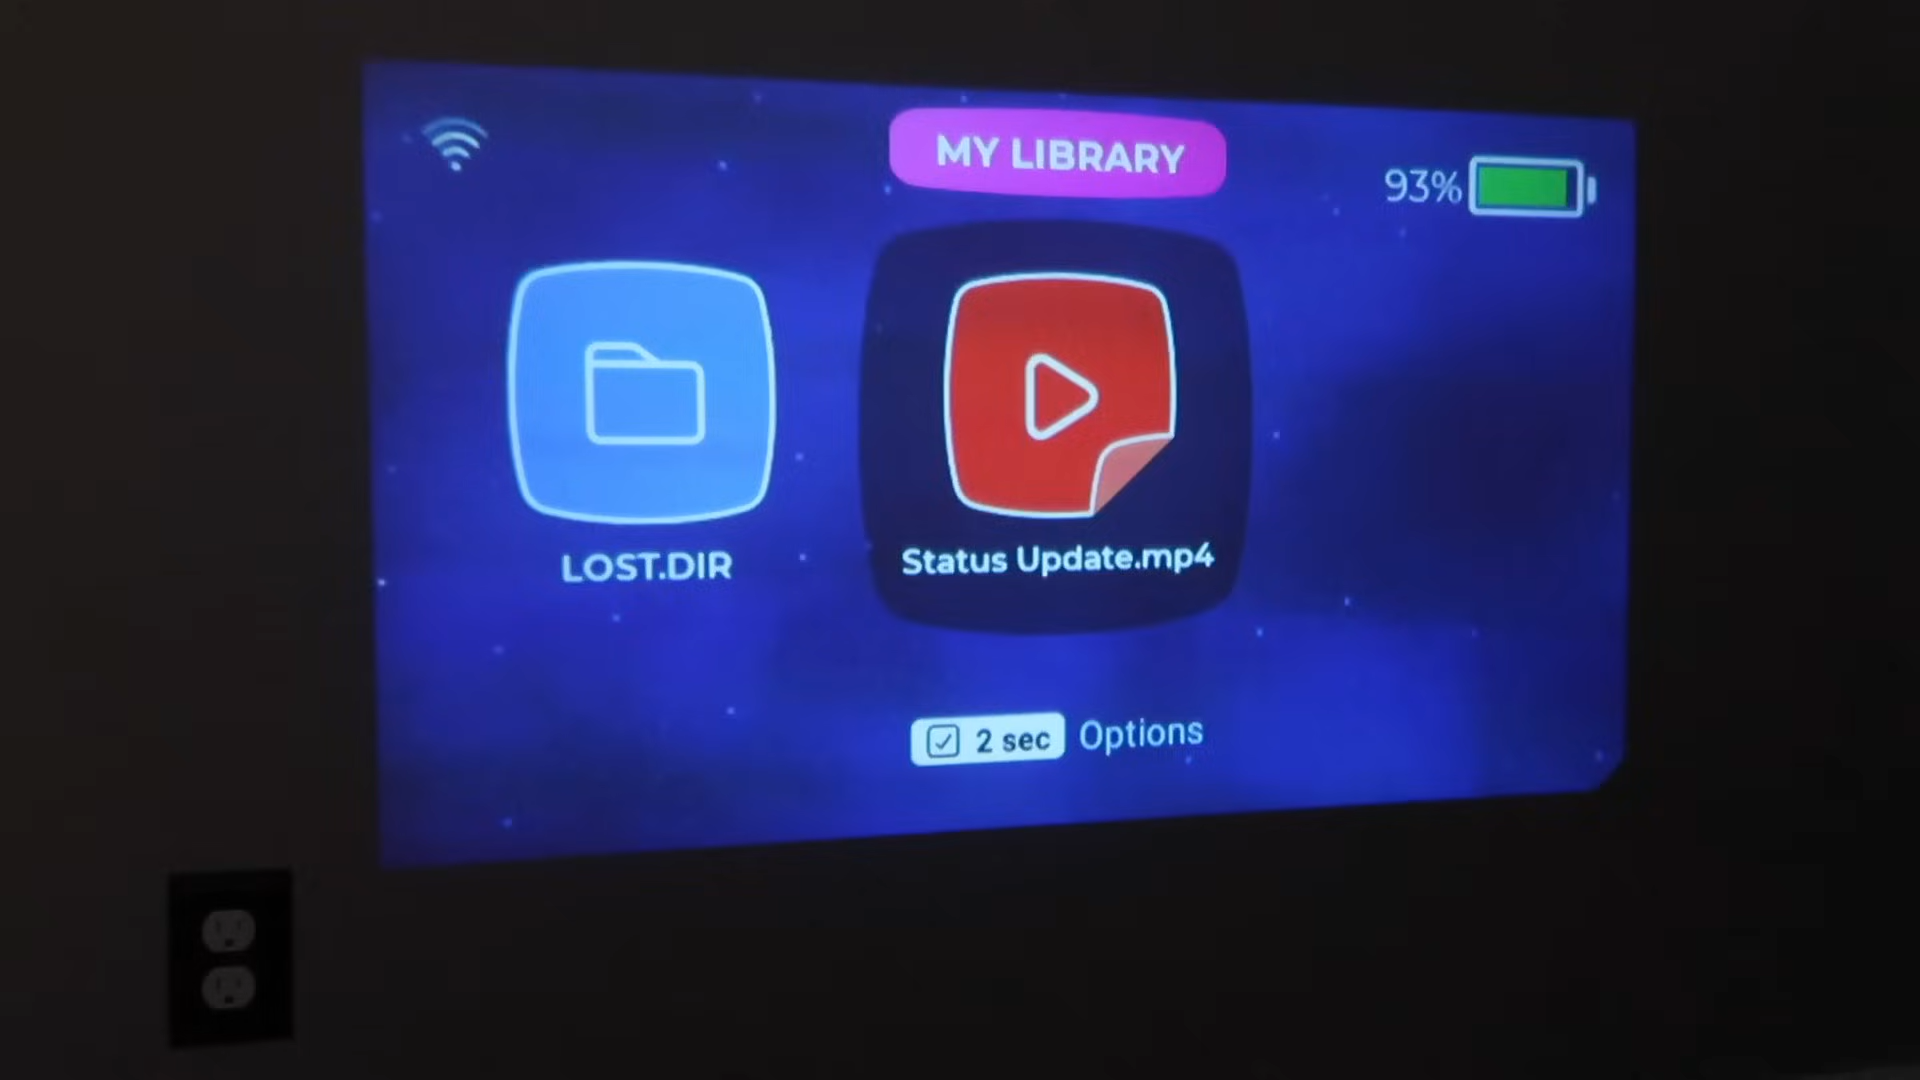 MY LIBRARY
93%
LOST.DIR
Status Update.mp4
2 sec Options